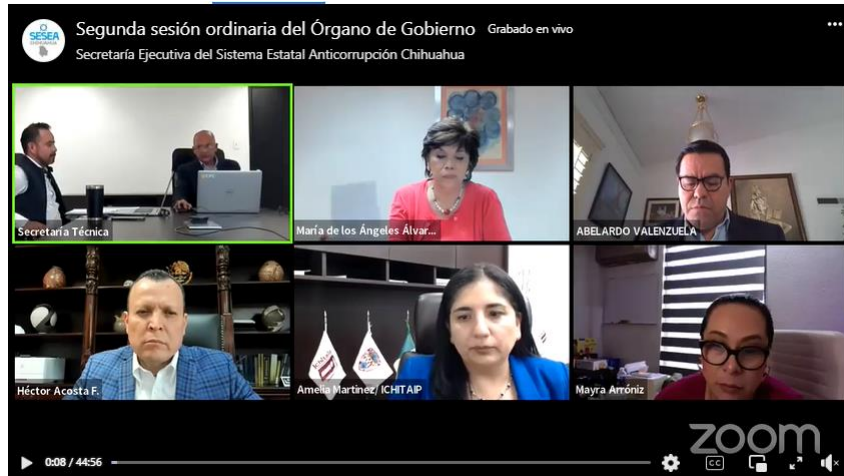 Segunda sesión ordinaria del Órgano de Gobierno Grabado en vivo
SESEA
CHIHUAHUA
Secretaría Ejecutiva del Sistema Estatal Anticorrupción Chihuahua
Secretaría Técnica
María de los Ángeles Álvar...
ABELARDO VALENZUELA
Héctor Acosta F.
Amelia Martínez/ ICHITAIP
Mayra Arróniz
zoom
0:08 / 44:56
CC